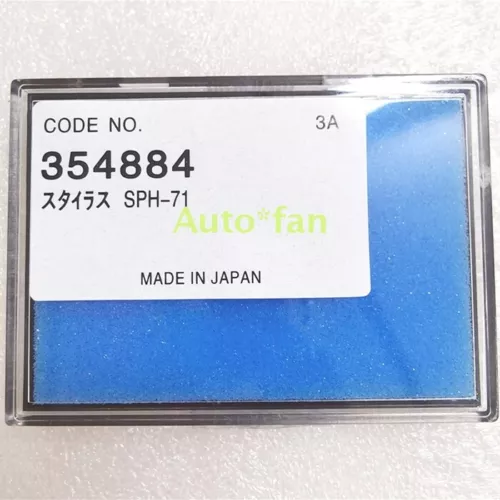 CODE NO.
3A
354884
スタイラス SPH-71
Auto*fan
MADE IN JAPAN